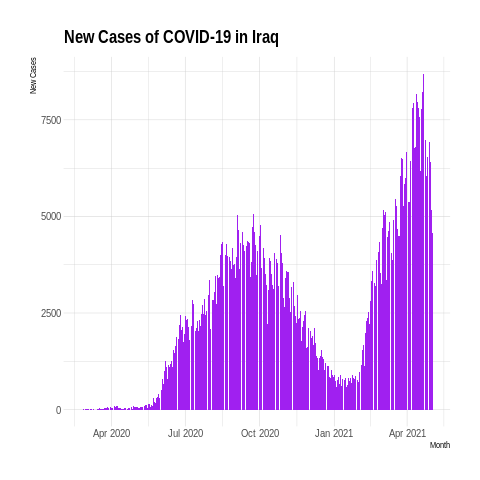 New Cases of COVID-19 in Iraq
New Cases
7500
5000
2500
0
Apr 2020 Jul 2020 Oct 2020 Jan 2021 Apr 2021
Month